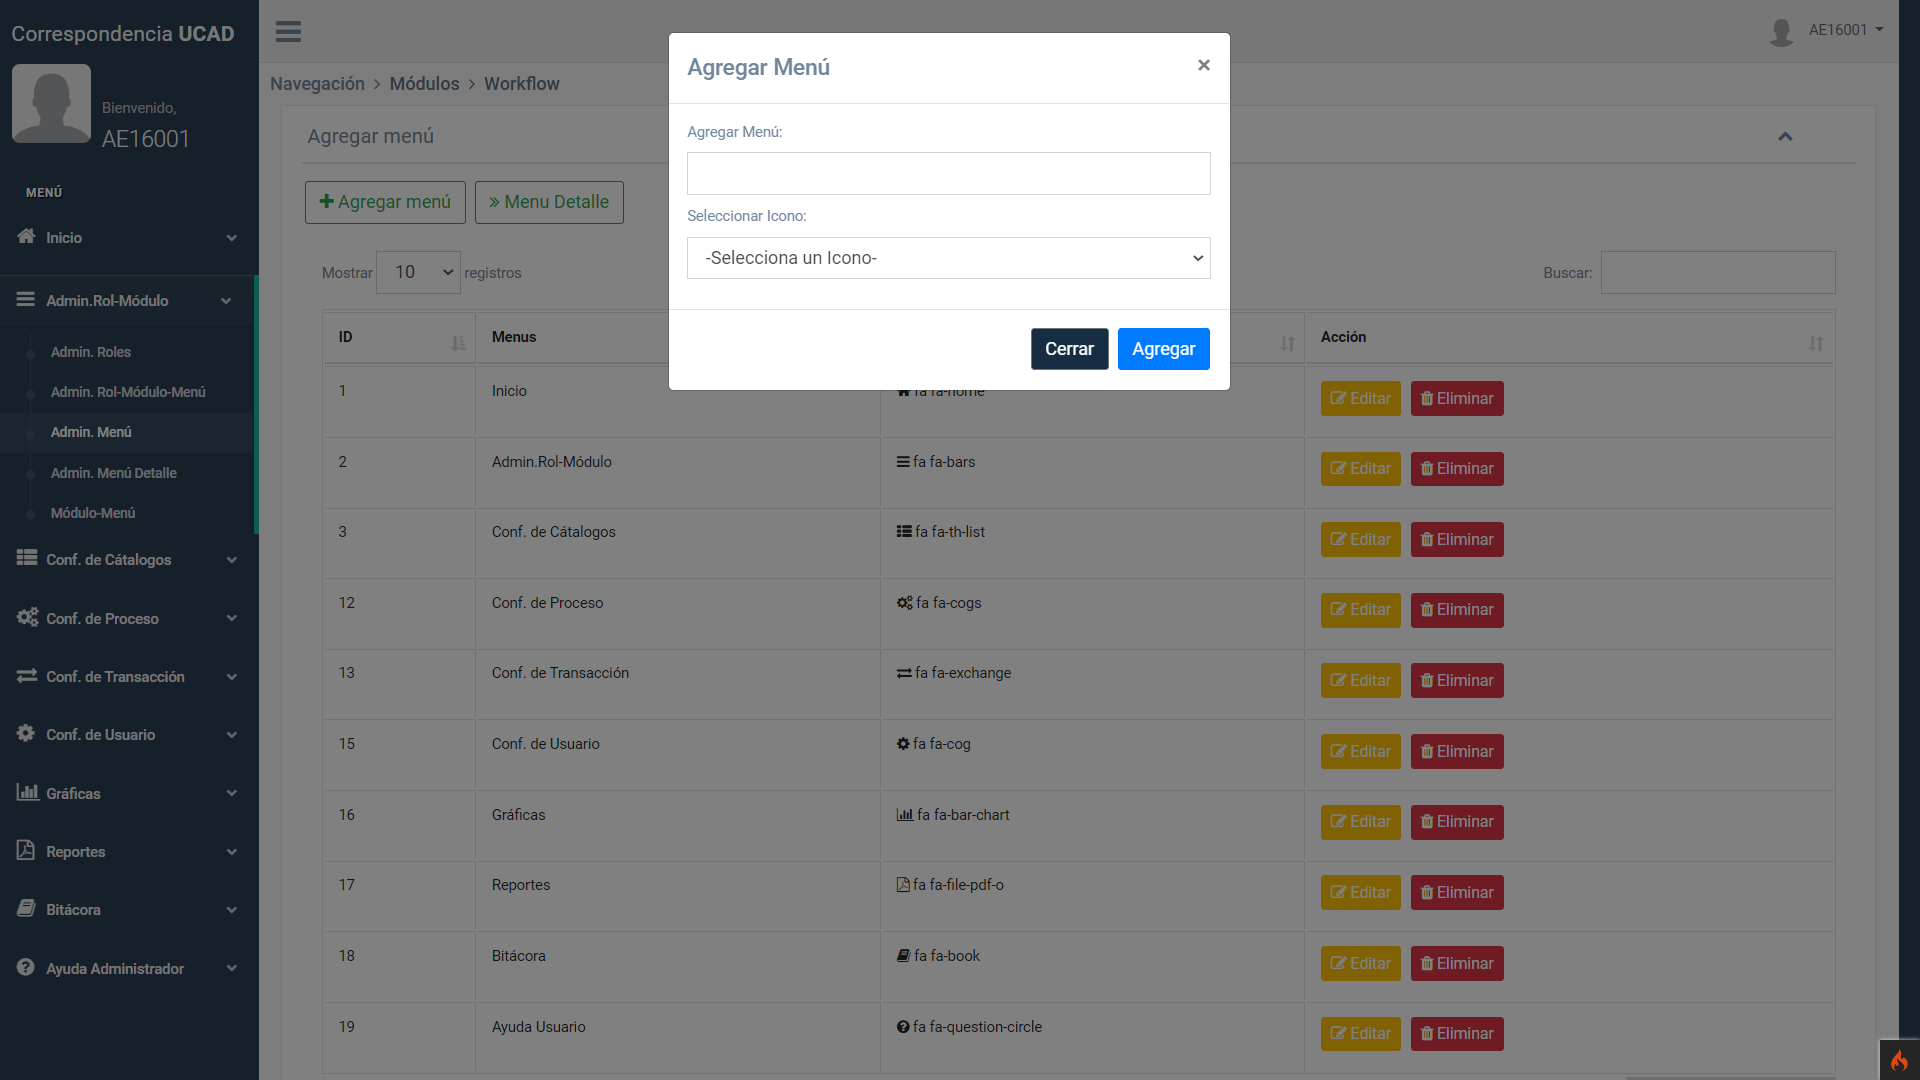 Correspondencia UCAD
Bienvenido,
AE16001
MENÚ
Inicio
Admin.Rol-Módulo
Admin. Roles
Admin. Rol-Módulo-Menú
Admin. Menú
Admin. Menú Detalle
Módulo-Menú
Conf. de Cátalogos
Conf. de Proceso
Conf. de Transacción
Conf. de Usuario
Gráficas
Reportes
Bitácora
Ayuda Administrador
AE16001
Navegación > Módulos > Workflow
Agregar menú
Agregar menú
» Menu Detalle
Mostrar 10 registros
Buscar:
Agregar Menú
×
Agregar Menú:
Seleccionar Icono:
-Selecciona un Icono-
Cerrar Agregar
ID Menus Acción
1 Inicio fa fa-home Editar Eliminar
2 Admin.Rol-Módulo fa fa-bars Editar Eliminar
3 Conf. de Cátalogos fa fa-th-list Editar Eliminar
12 Conf. de Proceso fa fa-cogs Editar Eliminar
13 Conf. de Transacción fa fa-exchange Editar Eliminar
15 Conf. de Usuario fa fa-cog Editar Eliminar
16 Gráficas fa fa-bar-chart Editar Eliminar
17 Reportes fa fa-file-pdf-o Editar Eliminar
18 Bitácora fa fa-book Editar Eliminar
19 Ayuda Usuario fa fa-question-circle Editar Eliminar